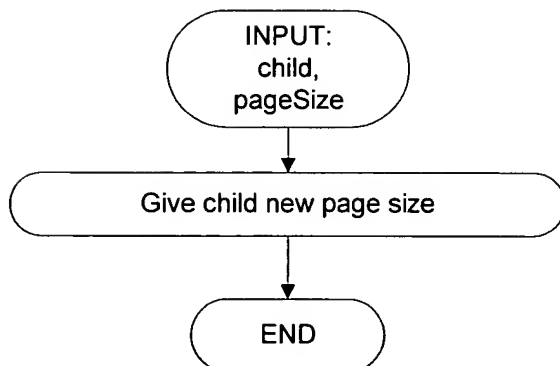 INPUT:
child,
pageSize
Give child new page size
END